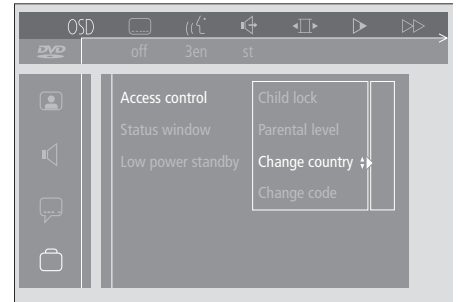 OSD
DVD off 3en st
Access control Child lock
Status window Parental level
Low power standby Change country
Change code